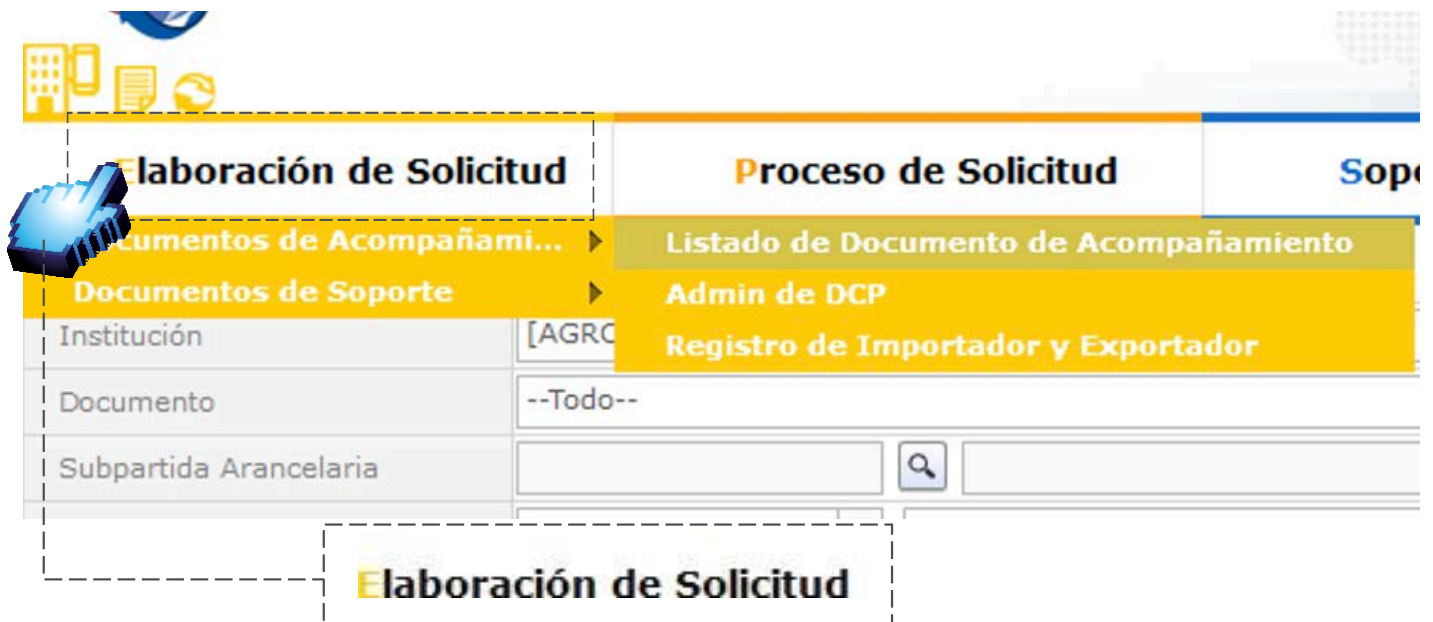 Elaboración de Solicitud
Proceso de Solicitud
Documentos de Acompañami...
Listado de Documento de Acompañamiento
Documentos de Soporte
Admin de DCP
Institución
Registro de Importador y Exportador
Documento
--Todo--
Subpartida Arancelaria
Elaboración de Solicitud